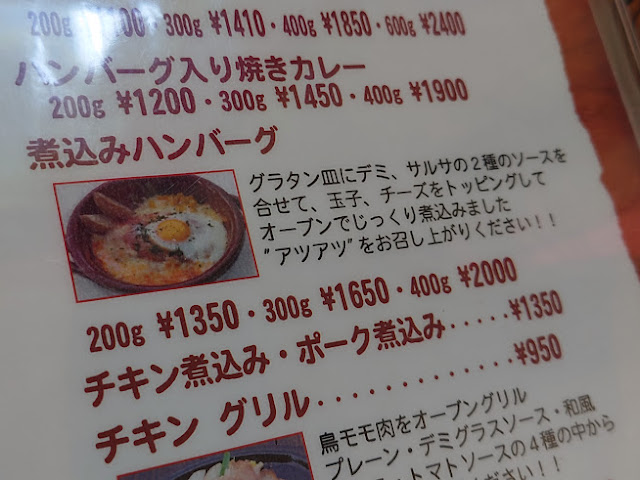 200g ・300g ¥1410・400g ¥1850・600g ¥2400
ハンバーグ入り焼きカレー
200g ¥1200・300g ¥1450・400g ¥1900
煮込みハンバーグ
グラタン皿にデミ、サルサの２種のソースを
合せて、玉子、チーズをトッピングして
オーブンでじっくり煮込みました
"アツアツ"をお召し上がりください！！
200g ¥1350・300g ¥1650・400g ¥2000
チキン煮込み・ポーク煮込み・・・・・¥1350
チキン グリル・・・・・・・・・・・・・¥950
鳥モモ肉をオーブングリル
プレーン・デミグラスソース・和風
トマトソースの４種の中から
ださい！！